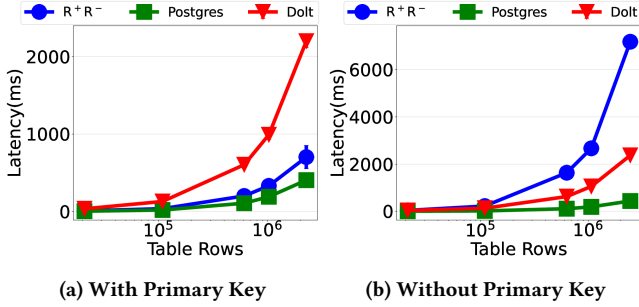 R⁺R⁻ Postgres Dolt
Latency(ms)
2000
1000
0
10⁵ 10⁶
Table Rows
(a) With Primary Key
R⁺R⁻ Postgres Dolt
Latency(ms)
6000
4000
2000
0
10⁵ 10⁶
Table Rows
(b) Without Primary Key